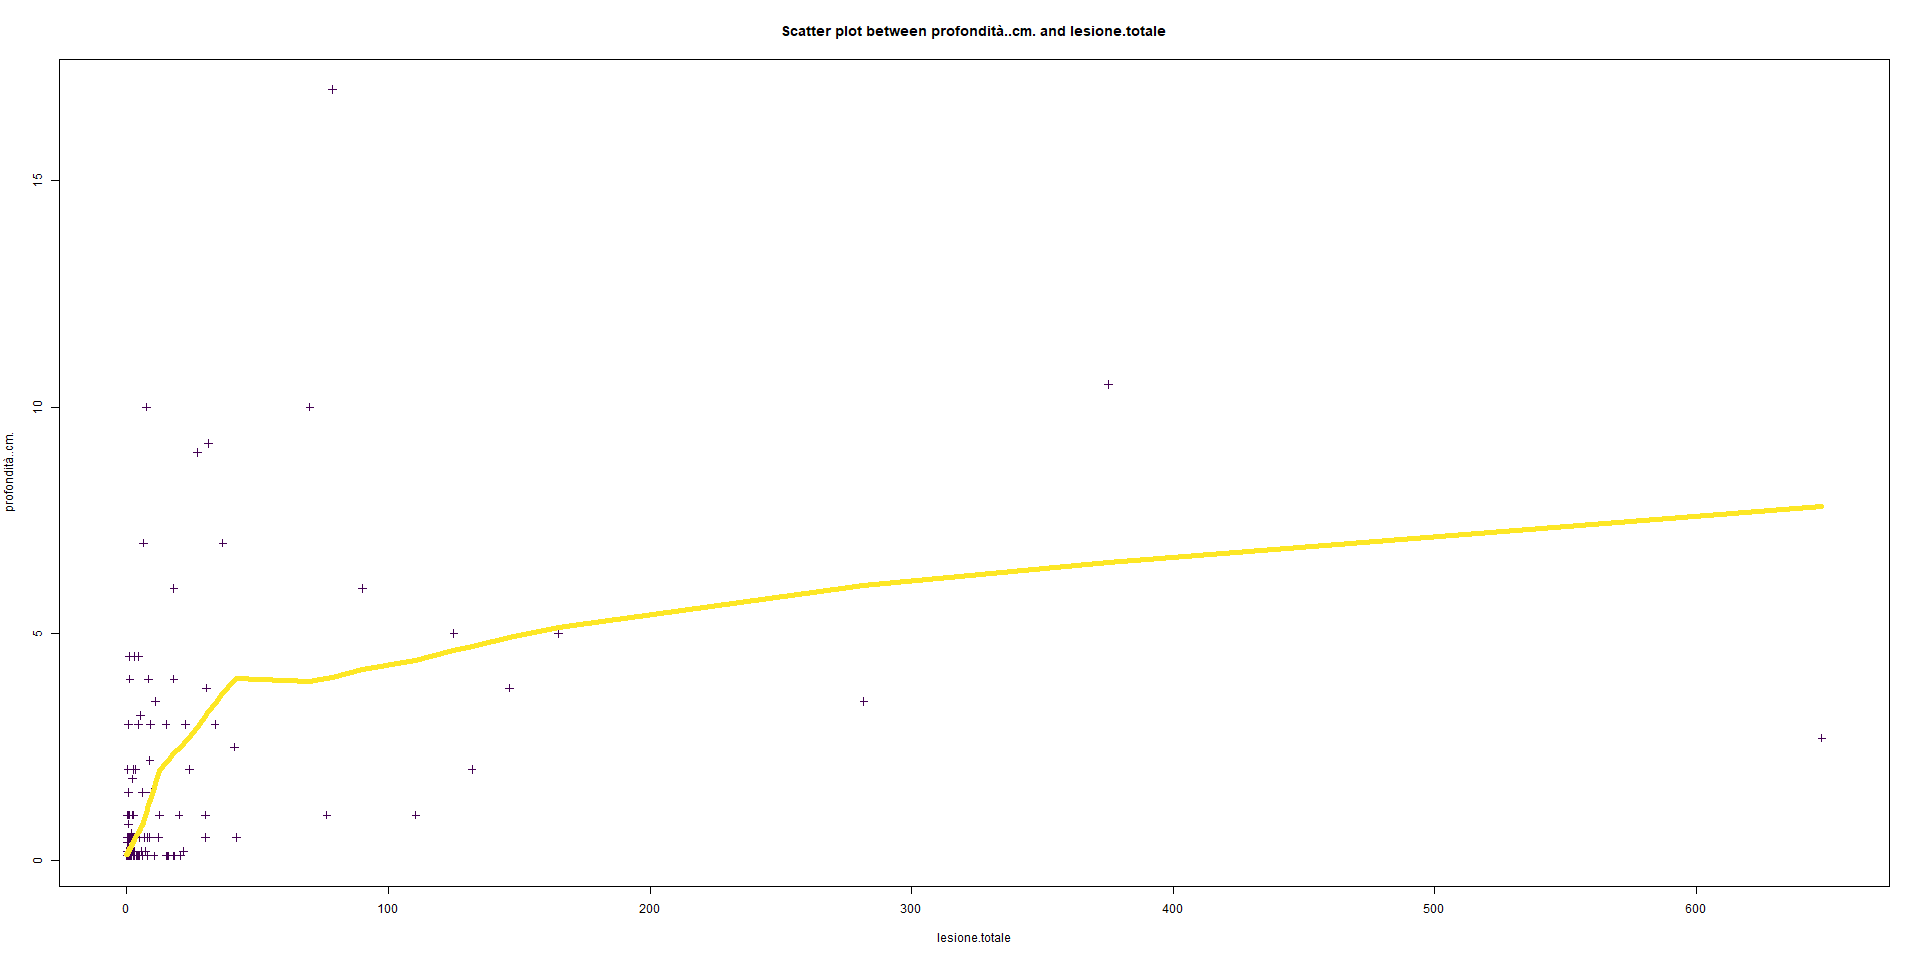 Scatter plot between profondità..cm. and lesione.totale
profondità..cm.
15
10
5
0
0 100 200 300 400 500 600
lesione.totale